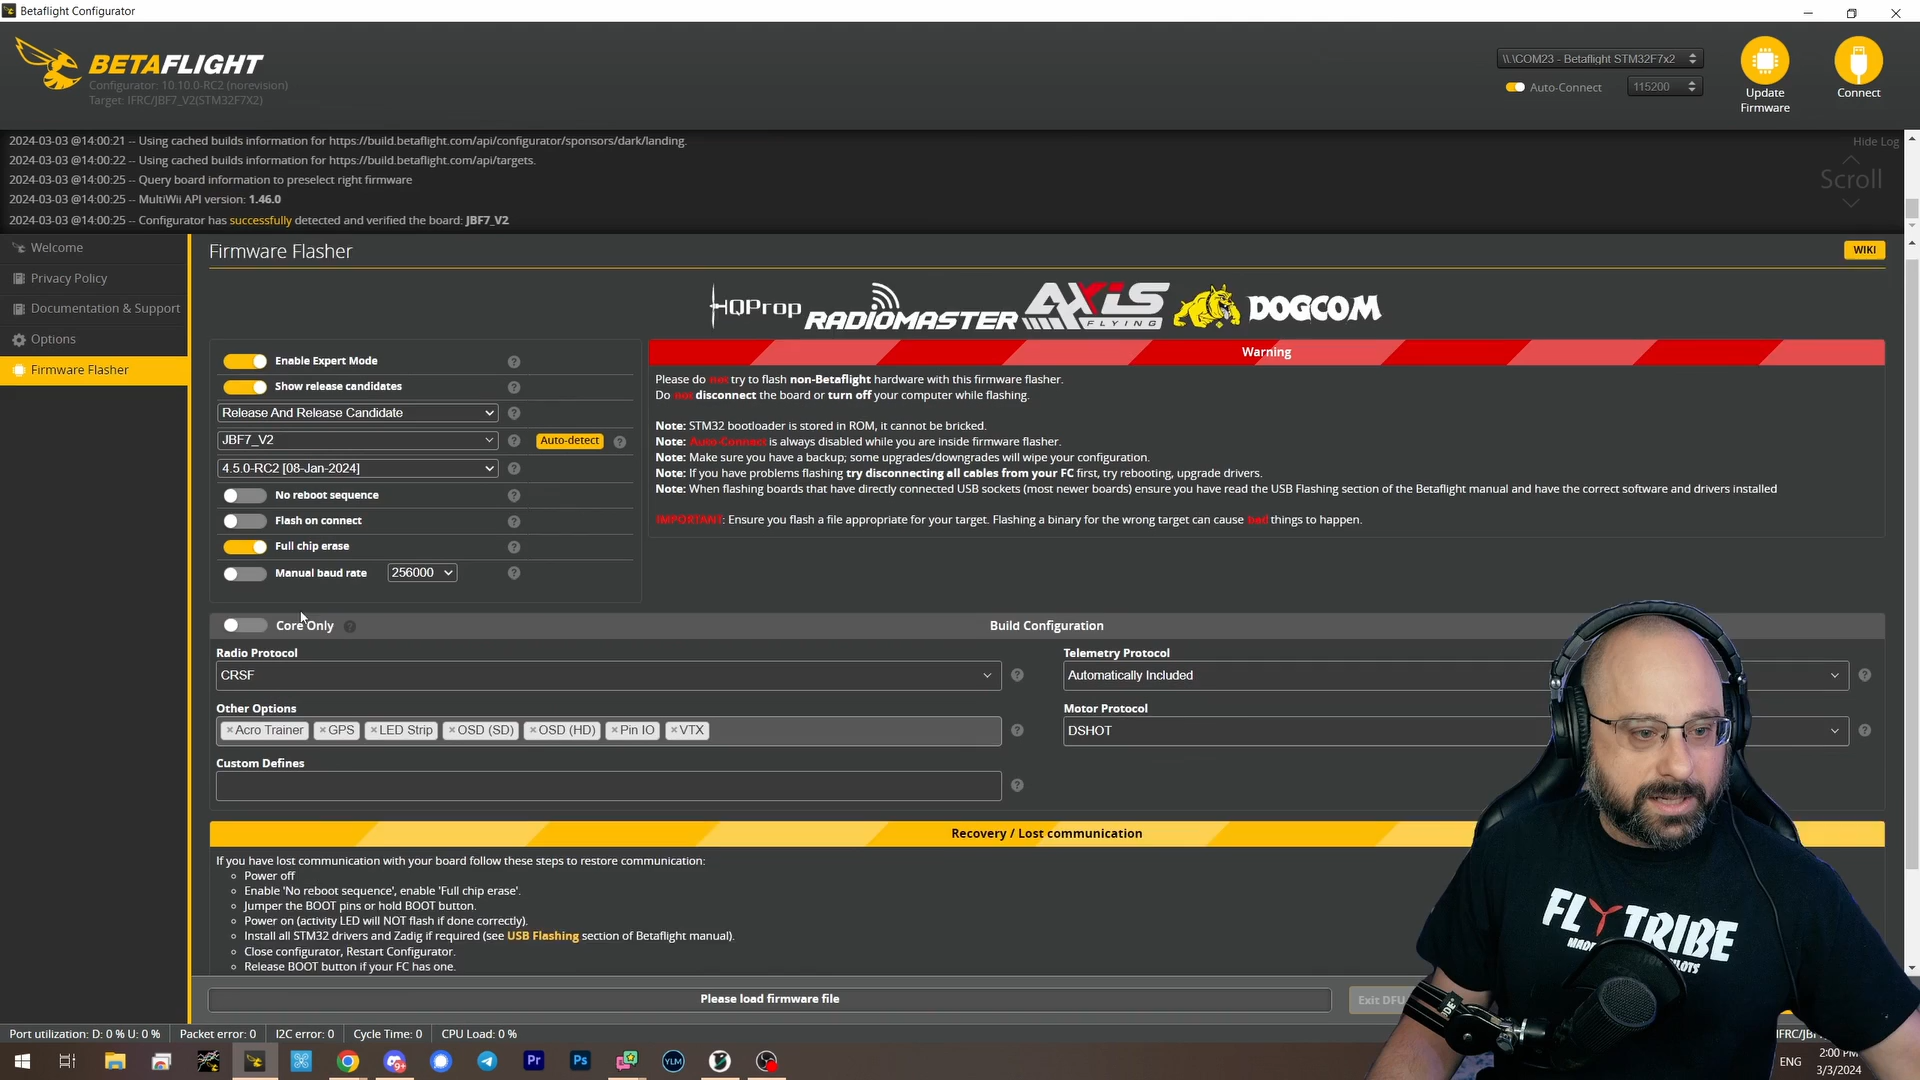 Betaflight Configurator
BETAFLIGHT
Configurator: 10.10.0-RC2 (norevision)
Target: IFRC/JBF7_V2(STM32F7X2)
\\.\COM23 - Betaflight STM32F7x2
Auto-Connect
115200
Update
Firmware
Connect
2024-03-03 @14:00:21 -- Using cached builds information for https://build.betaflight.com/api/configurator/sponsors/dark/landing.
2024-03-03 @14:00:22 -- Using cached builds information for https://build.betaflight.com/api/targets.
2024-03-03 @14:00:25 -- Query board information to preselect right firmware
2024-03-03 @14:00:25 -- MultiWii API version: 1.46.0
2024-03-03 @14:00:25 -- Configurator has successfully detected and verified the board: JBF7_V2
Hide Log
Scroll
Welcome
Privacy Policy
Documentation & Support
Options
Firmware Flasher
Firmware Flasher
WIKI
HQProp
RADIOMASTER
AXIS
FLYING
DOGCOM
Enable Expert Mode
Show release candidates
Release And Release Candidate
JBF7_V2
Auto-detect
4.5.0-RC2 [08-Jan-2024]
No reboot sequence
Flash on connect
Full chip erase
Manual baud rate
256000
Warning
Please do not try to flash non-Betaflight hardware with this firmware flasher.
Do not disconnect the board or turn off your computer while flashing.
Note: STM32 bootloader is stored in ROM, it cannot be bricked.
Note: Auto-Connect is always disabled while you are inside firmware flasher.
Note: Make sure you have a backup; some upgrades/downgrades will wipe your configuration.
Note: If you have problems flashing try disconnecting all cables from your FC first, try rebooting, upgrade drivers.
Note: When flashing boards that have directly connected USB sockets (most newer boards) ensure you have read the USB Flashing section of the Betaflight manual and have the correct software and drivers installed
IMPORTANT: Ensure you flash a file appropriate for your target. Flashing a binary for the wrong target can cause bad things to happen.
Core Only
Build Configuration
Radio Protocol
CRSF
Telemetry Protocol
Automatically Included
Other Options
×Acro Trainer ×GPS ×LED Strip ×OSD (SD) ×OSD (HD) ×Pin IO ×VTX
Motor Protocol
DSHOT
Custom Defines
Recovery / Lost communication
If you have lost communication with your board follow these steps to restore communication:
Power off
Enable 'No reboot sequence', enable 'Full chip erase'.
Jumper the BOOT pins or hold BOOT button.
Power on (activity LED will NOT flash if done correctly).
Install all STM32 drivers and Zadig if required (see USB Flashing section of Betaflight manual).
Close configurator, Restart Configurator.
Release BOOT button if your FC has one.
Please load firmware file
Exit DFU
FLYTRIBE
Port utilization: D: 0 % U: 0 %
Packet error: 0
I2C error: 0
Cycle Time: 0
CPU Load: 0 %
9+
Pr
Ps
YLM
ENG
2:00 PM
3/3/2024